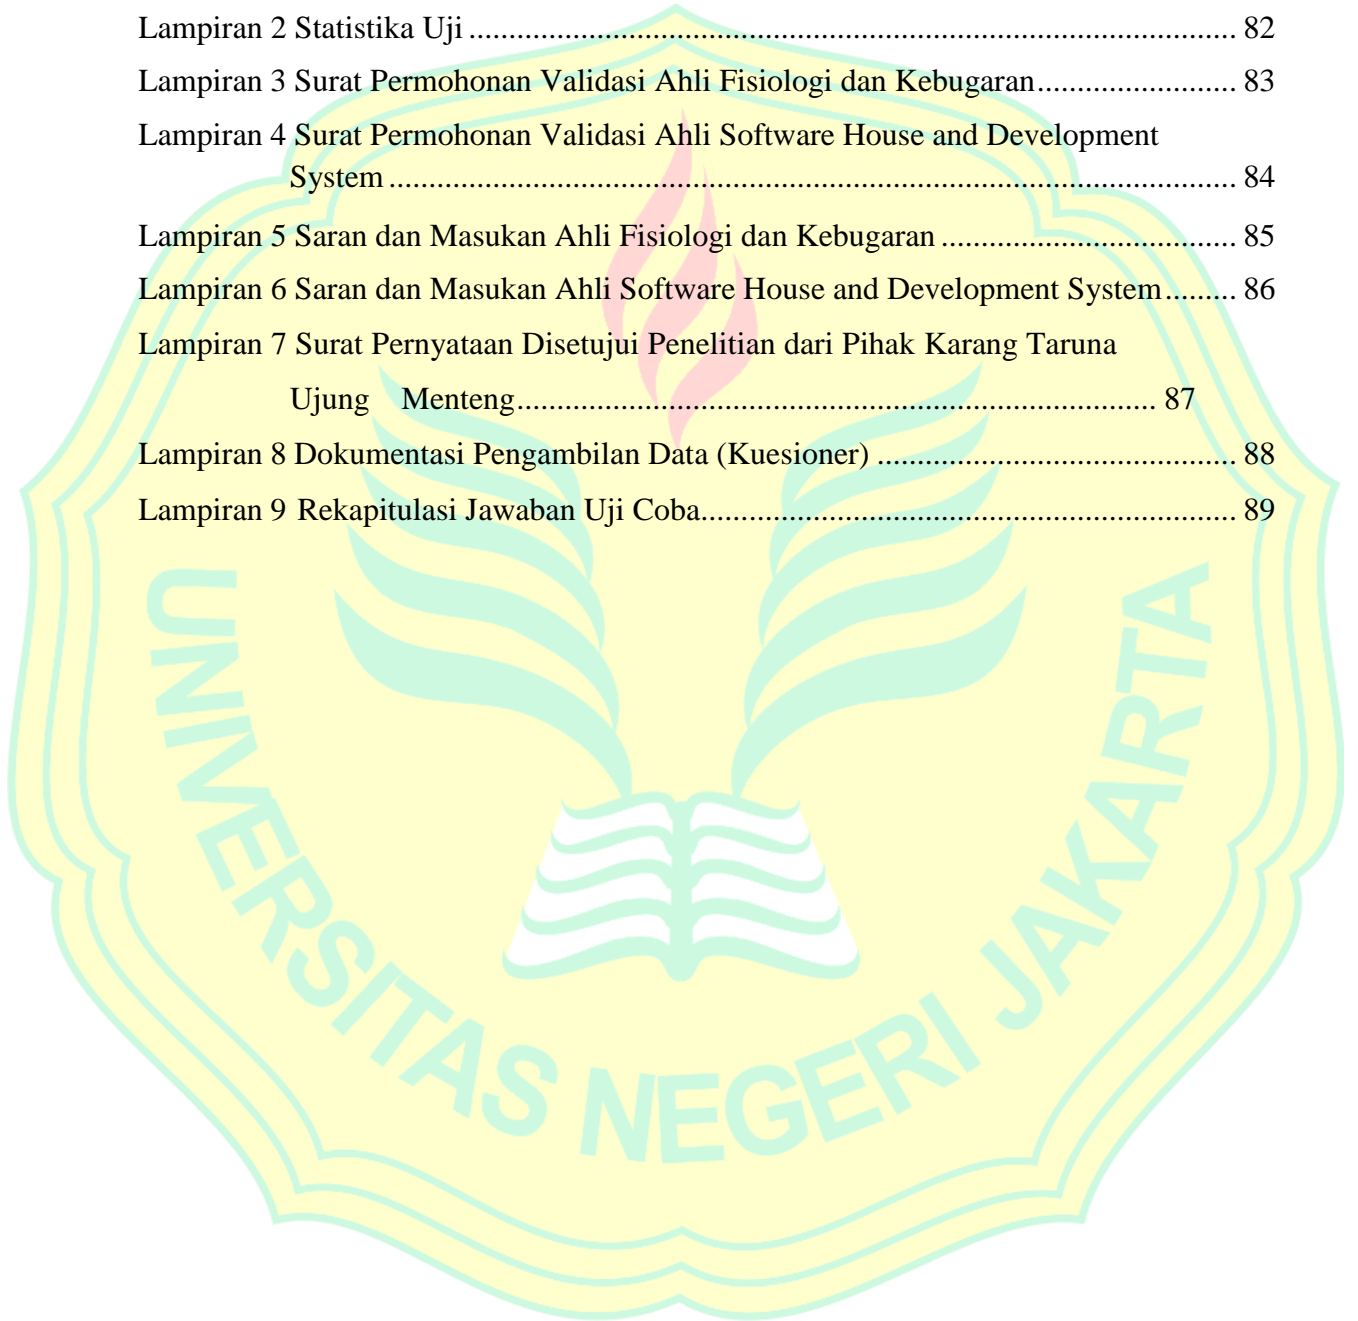 Lampiran 2 Statistika Uji ................................................................................................. 82
Lampiran 3 Surat Permohonan Validasi Ahli Fisiologi dan Kebugaran......................... 83
Lampiran 4 Surat Permohonan Validasi Ahli Software House and Development
System ........................................................................................................... 84
Lampiran 5 Saran dan Masukan Ahli Fisiologi dan Kebugaran ..................................... 85
Lampiran 6 Saran dan Masukan Ahli Software House and Development System......... 86
Lampiran 7 Surat Pernyataan Disetujui Penelitian dari Pihak Karang Taruna
Ujung Menteng................................................................................. 87
Lampiran 8 Dokumentasi Pengambilan Data (Kuesioner) ............................................. 88
Lampiran 9 Rekapitulasi Jawaban Uji Coba.................................................................... 89
UNIVERSITAS NEGERI JAKARTA